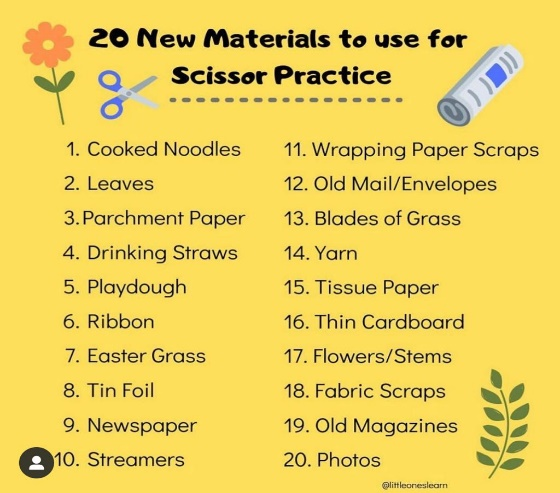 20 New Materials to use for
Scissor Practice
1. Cooked Noodles
2. Leaves
3.Parchment Paper
4. Drinking Straws
5. Playdough
6. Ribbon
7. Easter Grass
8. Tin Foil
9. Newspaper
10. Streamers
11. Wrapping Paper Scraps
12. Old Mail/Envelopes
13. Blades of Grass
14. Yarn
15. Tissue Paper
16. Thin Cardboard
17. Flowers/Stems
18. Fabric Scraps
19. Old Magazines
20. Photos
@littleoneslearn